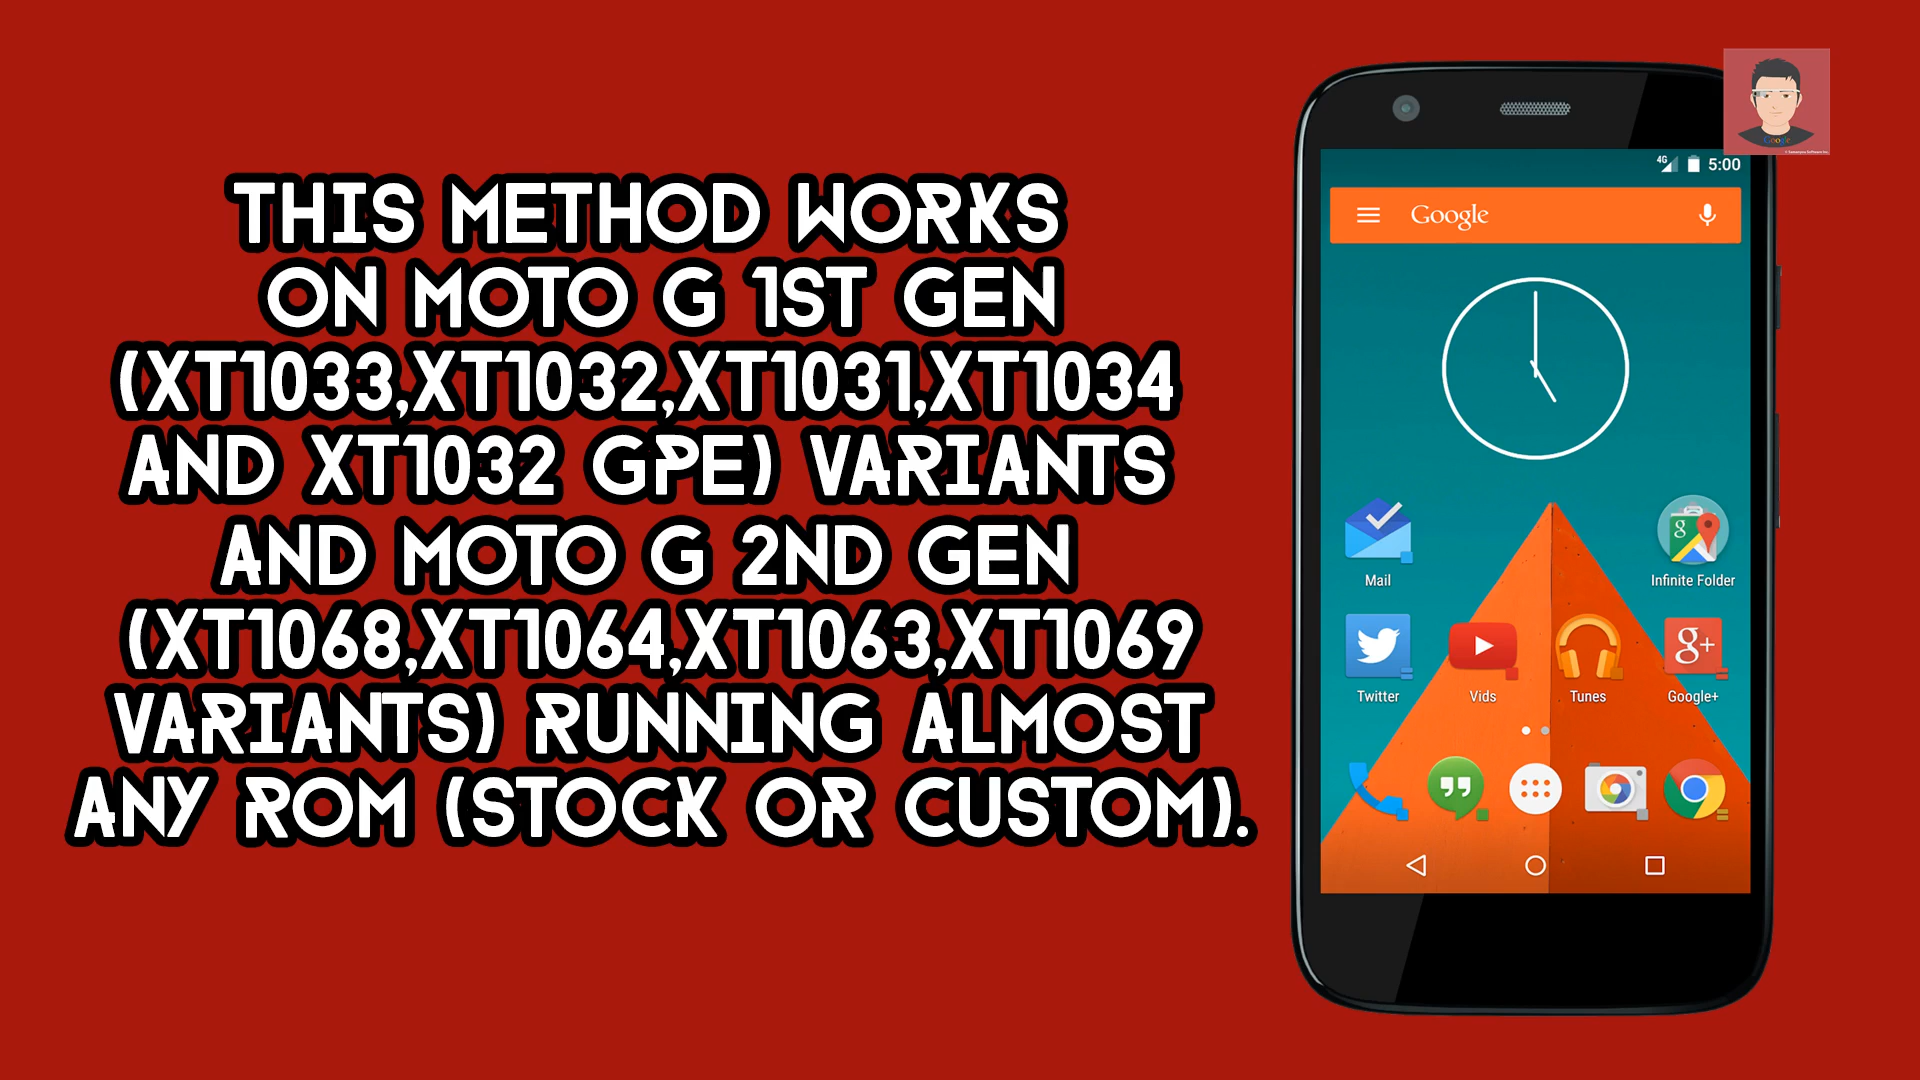 THIS METHOD WORKS
ON MOTO G 1ST GEN
(XT1033,XT1032,XT1031,XT1034
AND XT1032 GPE) VARIANTS
AND MOTO G 2ND GEN
(XT1068,XT1064,XT1063,XT1069
VARIANTS) RUNNING ALMOST
ANY ROM (STOCK OR CUSTOM).
4G 5:00
Google
Mail
Infinite Folder
Twitter
Vids
Tunes
Google+
g+
g
Google